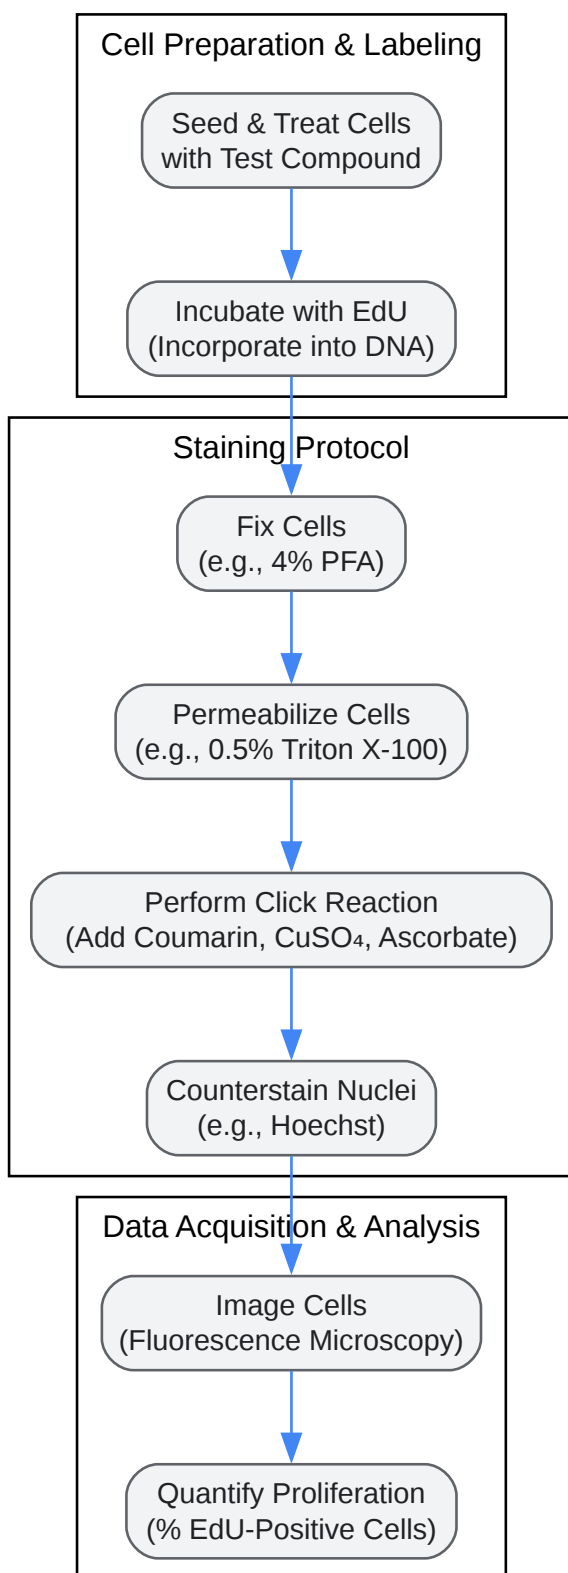 Cell Preparation & Labeling
Seed & Treat Cells
with Test Compound
Incubate with EdU
(Incorporate into DNA)
Staining Protocol
Fix Cells
(e.g., 4% PFA)
Permeabilize Cells
(e.g., 0.5% Triton X-100)
Perform Click Reaction
(Add Coumarin, CuSO₄, Ascorbate)
Counterstain Nuclei
(e.g., Hoechst)
Data Acquisition & Analysis
Image Cells
(Fluorescence Microscopy)
Quantify Proliferation
(% EdU-Positive Cells)